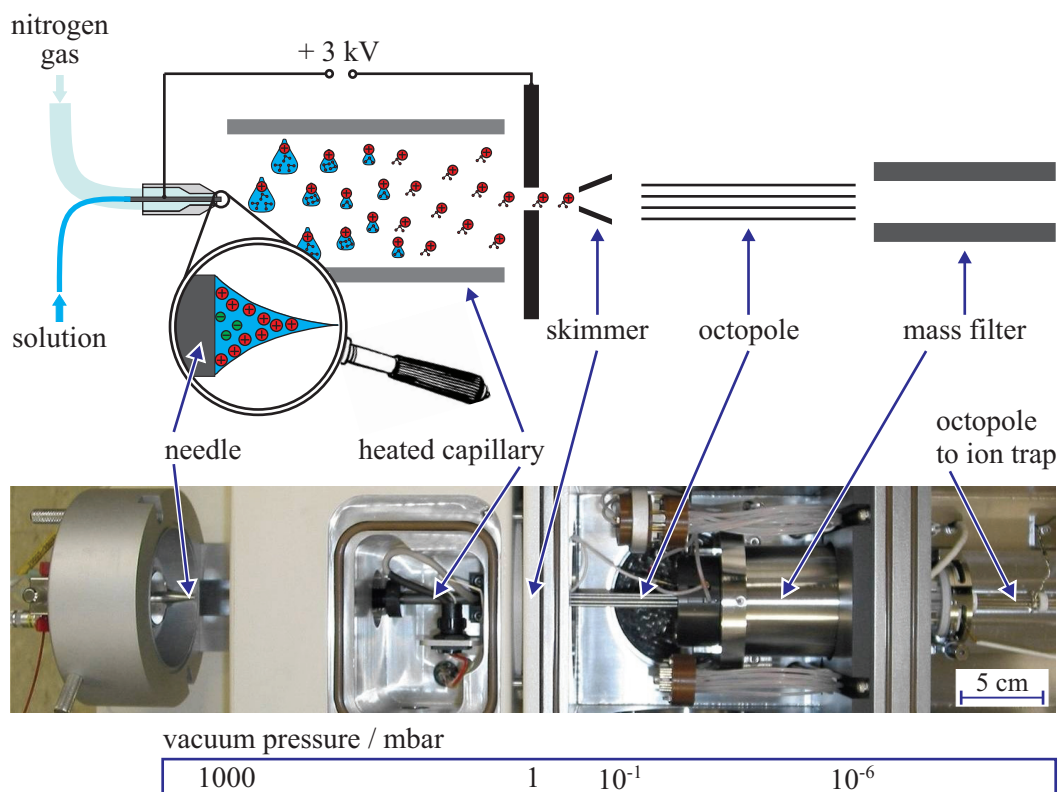 nitrogen
gas
+ 3 kV
solution
skimmer
octopole
mass filter
needle
heated capillary
octopole
to ion trap
5 cm
vacuum pressure / mbar
1000
1
10⁻¹
10⁻⁶